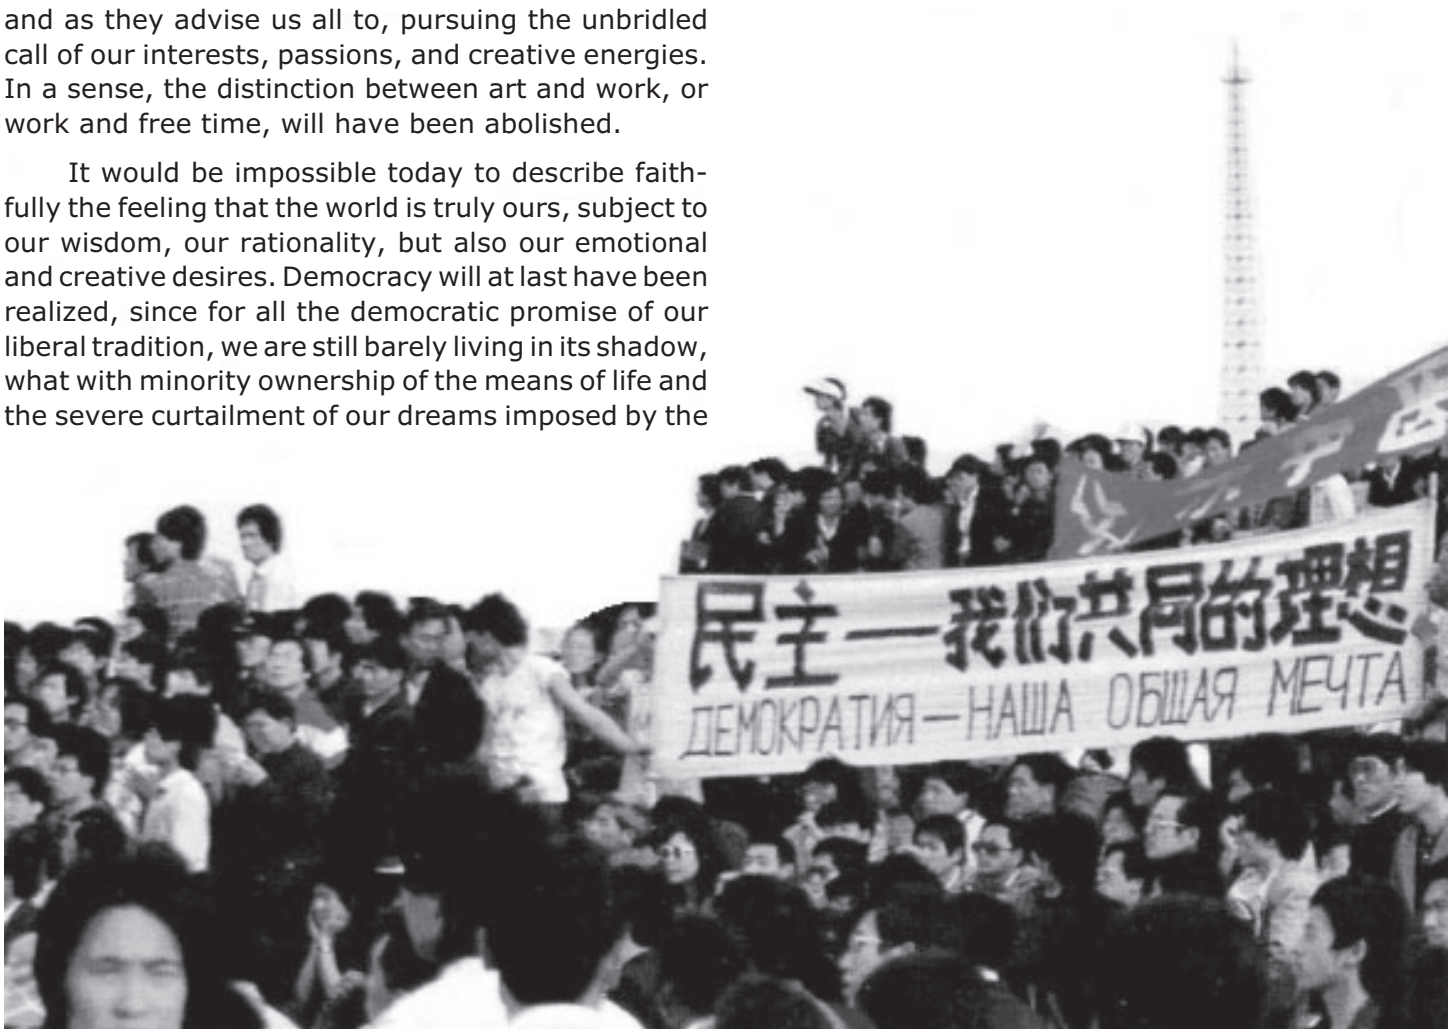 and as they advise us all to, pursuing the unbridled
call of our interests, passions, and creative energies.
In a sense, the distinction between art and work, or
work and free time, will have been abolished.
It would be impossible today to describe faith-
fully the feeling that the world is truly ours, subject to
our wisdom, our rationality, but also our emotional
and creative desires. Democracy will at last have been
realized, since for all the democratic promise of our
liberal tradition, we are still barely living in its shadow,
what with minority ownership of the means of life and
the severe curtailment of our dreams imposed by the
民主一我们共同的理想
ДЕМОКРАТИЯ—НАША ОБЩАЯ МЕЧТА